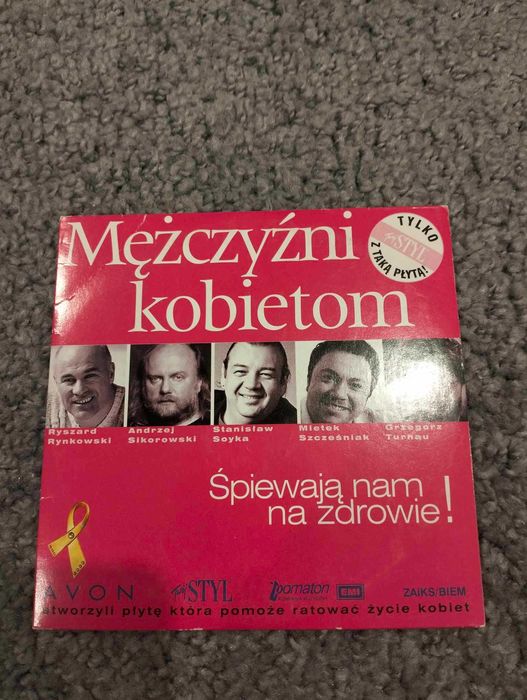 Mężczyźni
kobietom
TYLKO
STYL
Z TAKĄ PŁYTĄ!
Ryszard
Rynkowski
Andrzej
Sikorowski
Stanisław
Soyka
Mietek
Szcześniak
Grzegorz
Turnau
Śpiewają nam
na zdrowie!
AVON
STYL
pomaton
EMI
ZAIKS/BIEM
stworzyli płytę która pomoże ratować życie kobiet